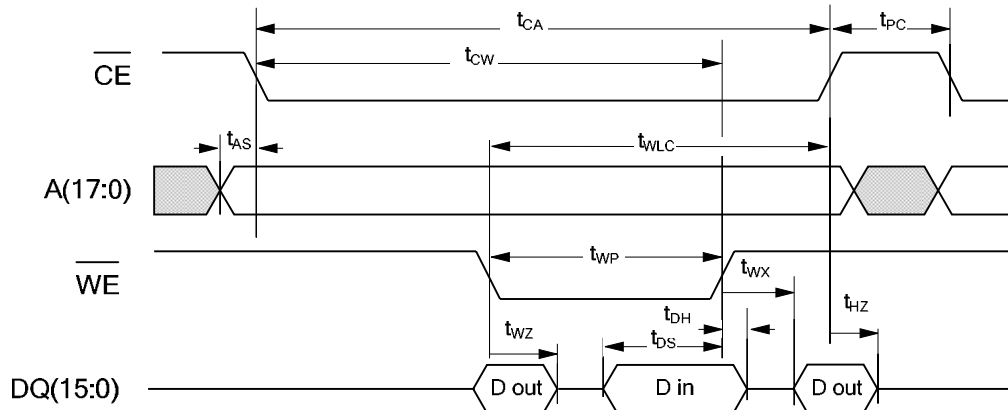 tCA
tPC
CE
tCW
tAS
tWLC
A(17:0)
WE
tWP
tWX
tDH
tHZ
tWZ
tDS
DQ(15:0)
D out
D in
D out